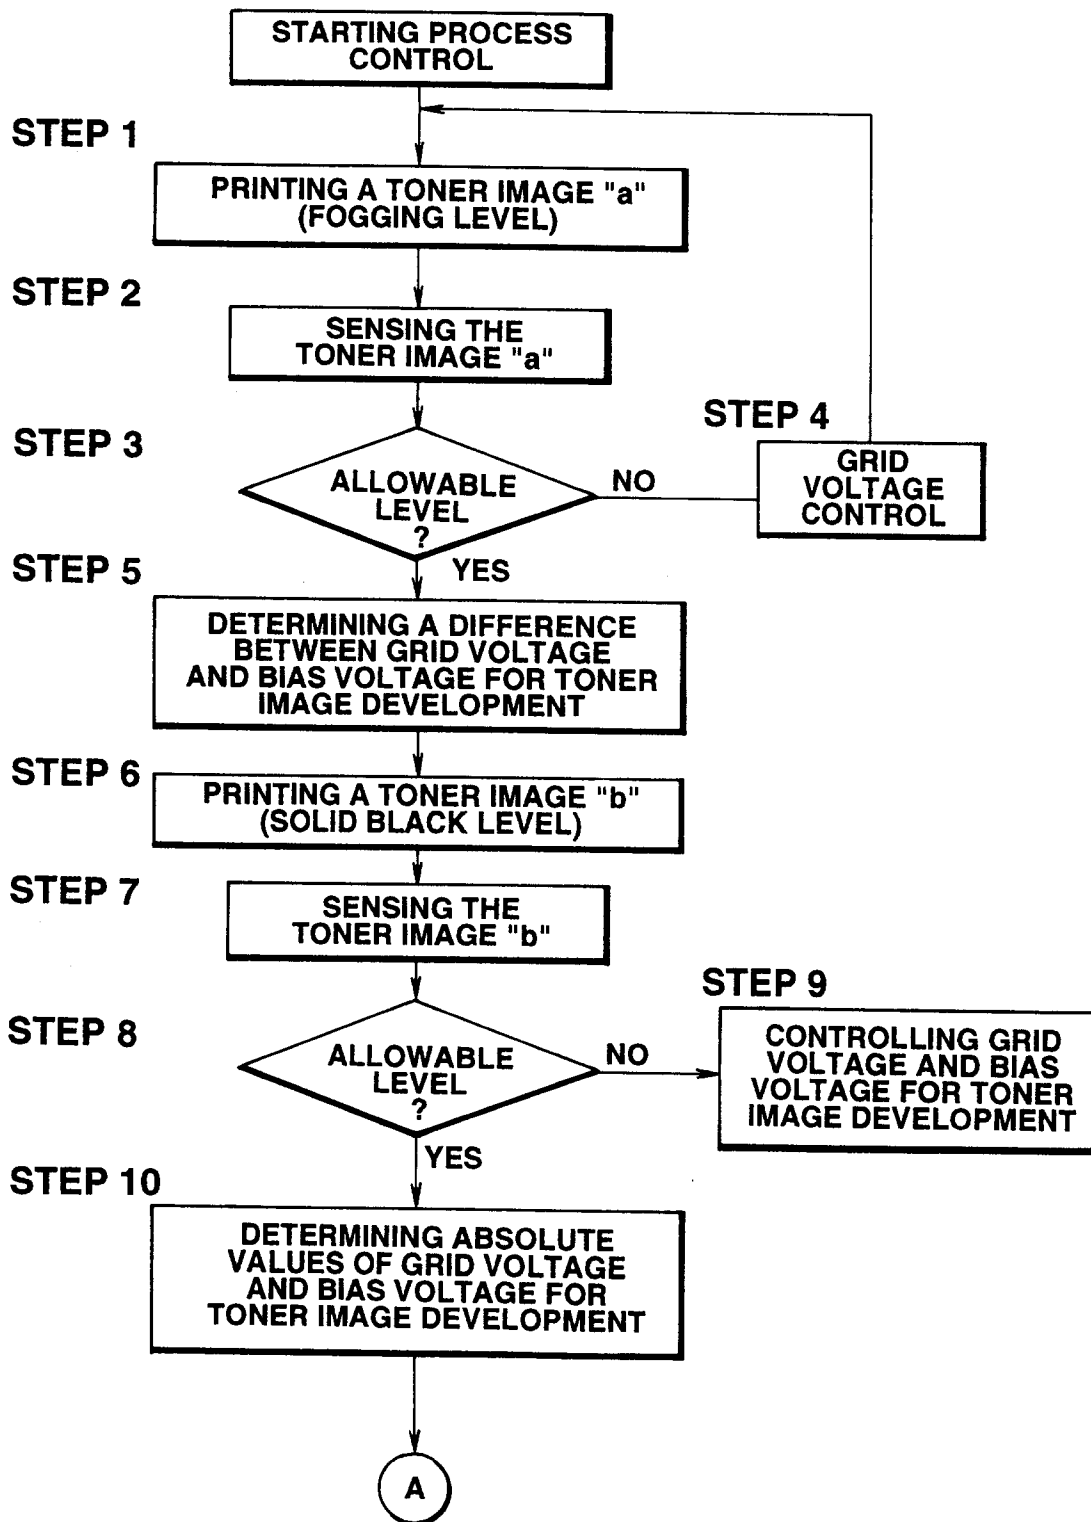 STARTING PROCESS
CONTROL
STEP 1
PRINTING A TONER IMAGE "a"
(FOGGING LEVEL)
STEP 2
SENSING THE
TONER IMAGE "a"
STEP 3
ALLOWABLE
LEVEL
?
NO
STEP 4
GRID
VOLTAGE
CONTROL
YES
STEP 5
DETERMINING A DIFFERENCE
BETWEEN GRID VOLTAGE
AND BIAS VOLTAGE FOR TONER
IMAGE DEVELOPMENT
STEP 6
PRINTING A TONER IMAGE "b"
(SOLID BLACK LEVEL)
STEP 7
SENSING THE
TONER IMAGE "b"
STEP 8
ALLOWABLE
LEVEL
?
NO
STEP 9
CONTROLLING GRID
VOLTAGE AND BIAS
VOLTAGE FOR TONER
IMAGE DEVELOPMENT
YES
STEP 10
DETERMINING ABSOLUTE
VALUES OF GRID VOLTAGE
AND BIAS VOLTAGE FOR
TONER IMAGE DEVELOPMENT
A